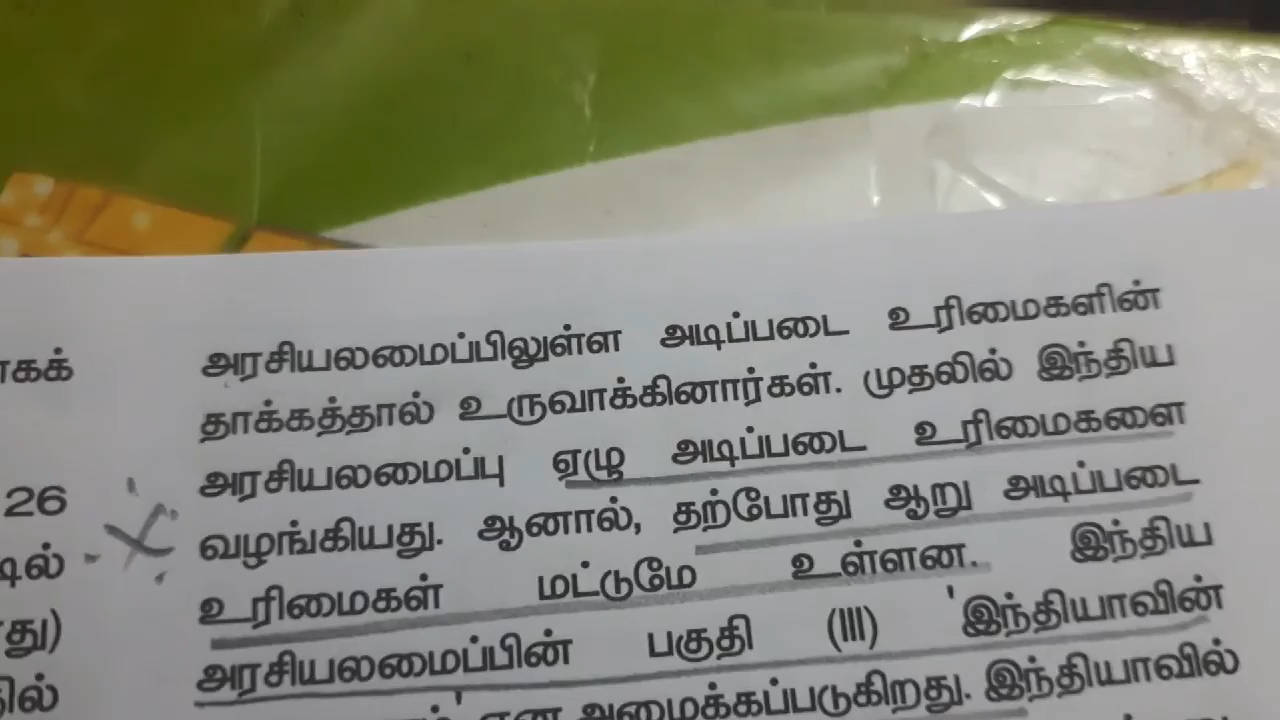 அரசியலமைப்பிலுள்ள அடிப்படை உரிமைகளின்
தாக்கத்தால் உருவாக்கினார்கள். முதலில் இந்திய
அரசியலமைப்பு ஏழு அடிப்படை உரிமைகளை
வழங்கியது. ஆனால், தற்போது ஆறு அடிப்படை
உரிமைகள் மட்டுமே உள்ளன. இந்திய
அரசியலமைப்பின் பகுதி (III) 'இந்தியாவின்
என அமைக்கப்படுகிறது. இந்தியாவில்
26